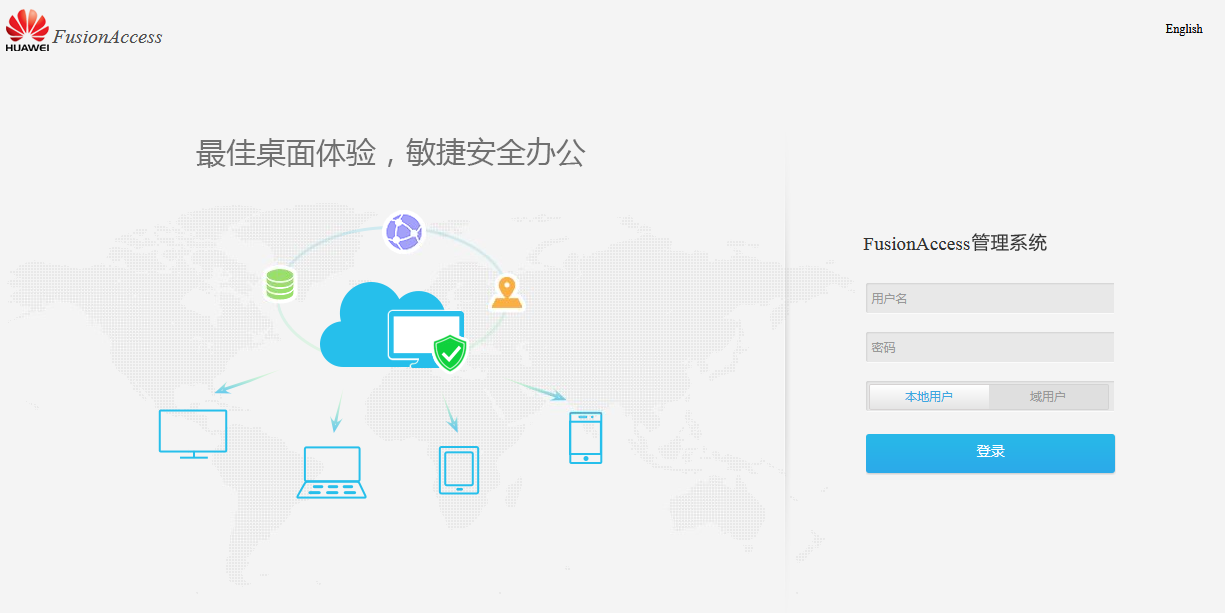 HUAWEI FusionAccess
English
最佳桌面体验，敏捷安全办公
FusionAccess管理系统
用户名
密码
本地用户 域用户
登录